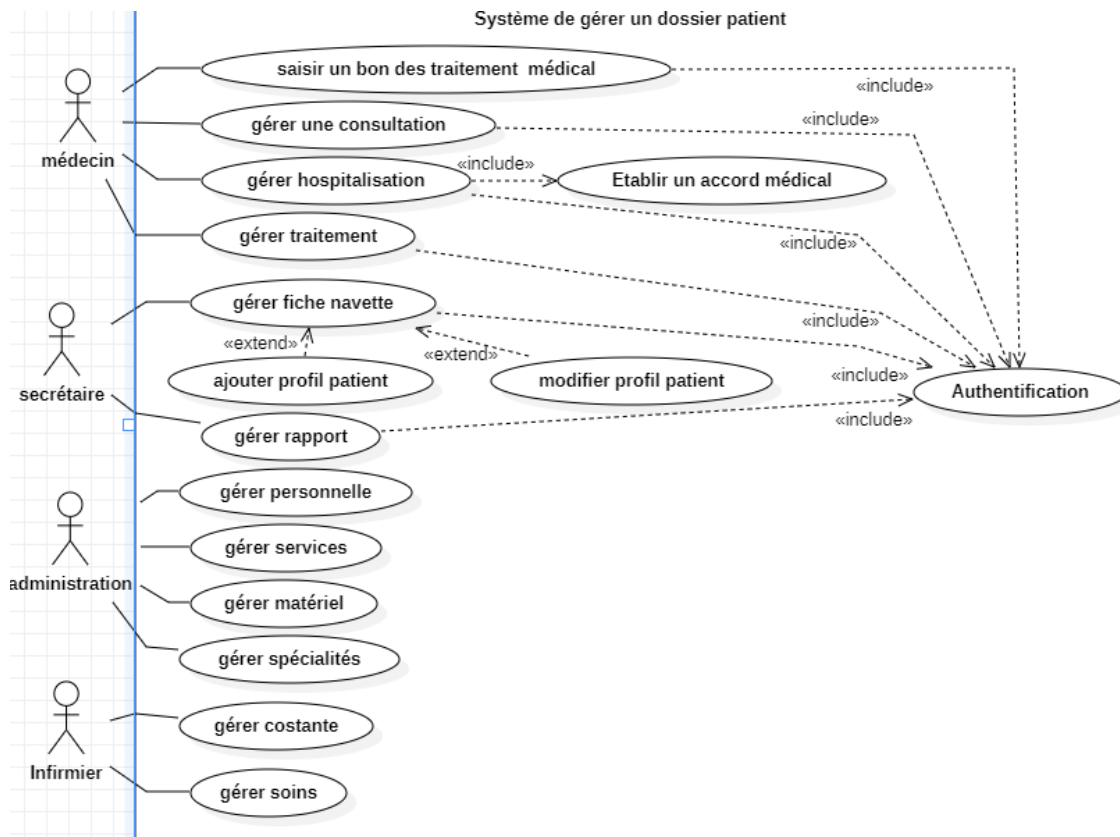 Système de gérer un dossier patient
saisir un bon des traitement médical
«include»
gérer une consultation
«include»
médecin
gérer hospitalisation
«include»
Etablir un accord médical
«include»
gérer traitement
«include»
gérer fiche navette
«include»
«extend»
«extend»
secrétaire
ajouter profil patient
modifier profil patient
Authentification
gérer rapport
«include»
gérer personnelle
gérer services
administration
gérer matériel
gérer spécialités
gérer costante
Infirmier
gérer soins